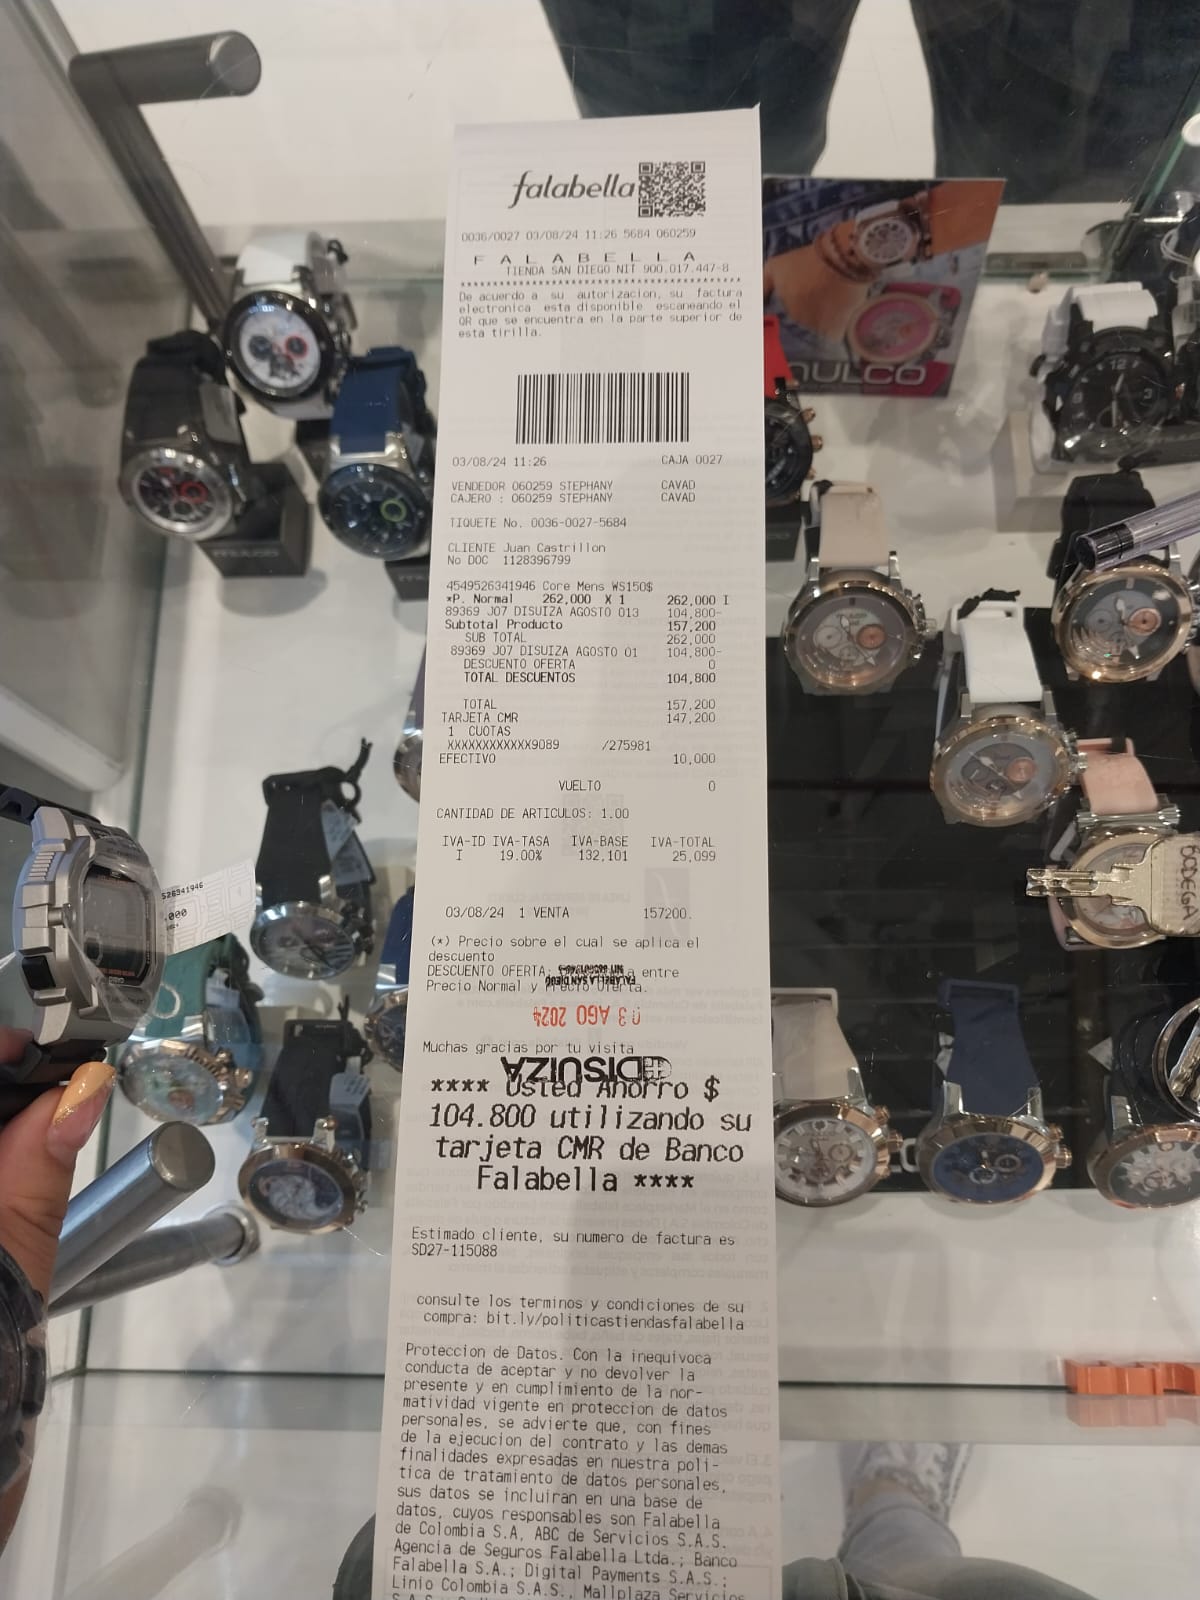 falabella
0036/0027 03/08/24 11:26 5684 060259
F A L A B E L L A
TIENDA SAN DIEGO NIT 900.017.447-8
De acuerdo a su autorizacion, su factura
electronica esta disponible escaneando el
QR que se encuentra en la parte superior de
esta tirilla.
03/08/24 11:26 CAJA 0027
VENDEDOR 060259 STEPHANY CAVAD
CAJERO : 060259 STEPHANY CAVAD
TIQUETE No. 0036-0027-5684
CLIENTE Juan Castrillon
No DOC 1128396799
4549526341946 Core Mens WS150$
*P. Normal 262,000 X 1 262,000 I
89369 J07 DISUIZA AGOSTO 013 104,800-
Subtotal Producto 157,200
SUB TOTAL 262,000
89369 J07 DISUIZA AGOSTO 01 104,800-
DESCUENTO OFERTA 0
TOTAL DESCUENTOS 104,800
TOTAL 157,200
TARJETA CMR 147,200
1 CUOTAS
XXXXXXXXXXXX9089 /275981
EFECTIVO 10,000
VUELTO 0
CANTIDAD DE ARTICULOS: 1.00
IVA-ID IVA-TASA IVA-BASE IVA-TOTAL
I 19.00% 132,101 25,099
03/08/24 1 VENTA 157200.
(*) Precio sobre el cual se aplica el
descuento
DESCUENTO OFERTA: entre
Precio Normal y Precio Oferta.
FALABELLA SAN DIEGO
03 AGO 2024
Muchas gracias por tu visita
DISUIZA
**** Usted Ahorro $
104.800 utilizando su
tarjeta CMR de Banco
Falabella ****
Estimado cliente, su numero de factura es
SD27-115088
consulte los terminos y condiciones de su
compra: bit.ly/politicastiendasfalabella
Proteccion de Datos. Con la inequivoca
conducta de aceptar y no devolver la
presente y en cumplimiento de la nor-
matividad vigente en proteccion de datos
personales, se advierte que, con fines
de la ejecucion del contrato y las demas
finalidades expresadas en nuestra poli-
tica de tratamiento de datos personales,
sus datos se incluiran en una base de
datos, cuyos responsables son Falabella
de Colombia S.A, ABC de Servicios S.A.S.
Agencia de Seguros Falabella Ltda.; Banco
Falabella S.A.; Digital Payments S.A.S.;
Linio Colombia S.A.S., Mallplaza Servicios
MULCO
BODEGA
526341946
.000
CASIO
12
3